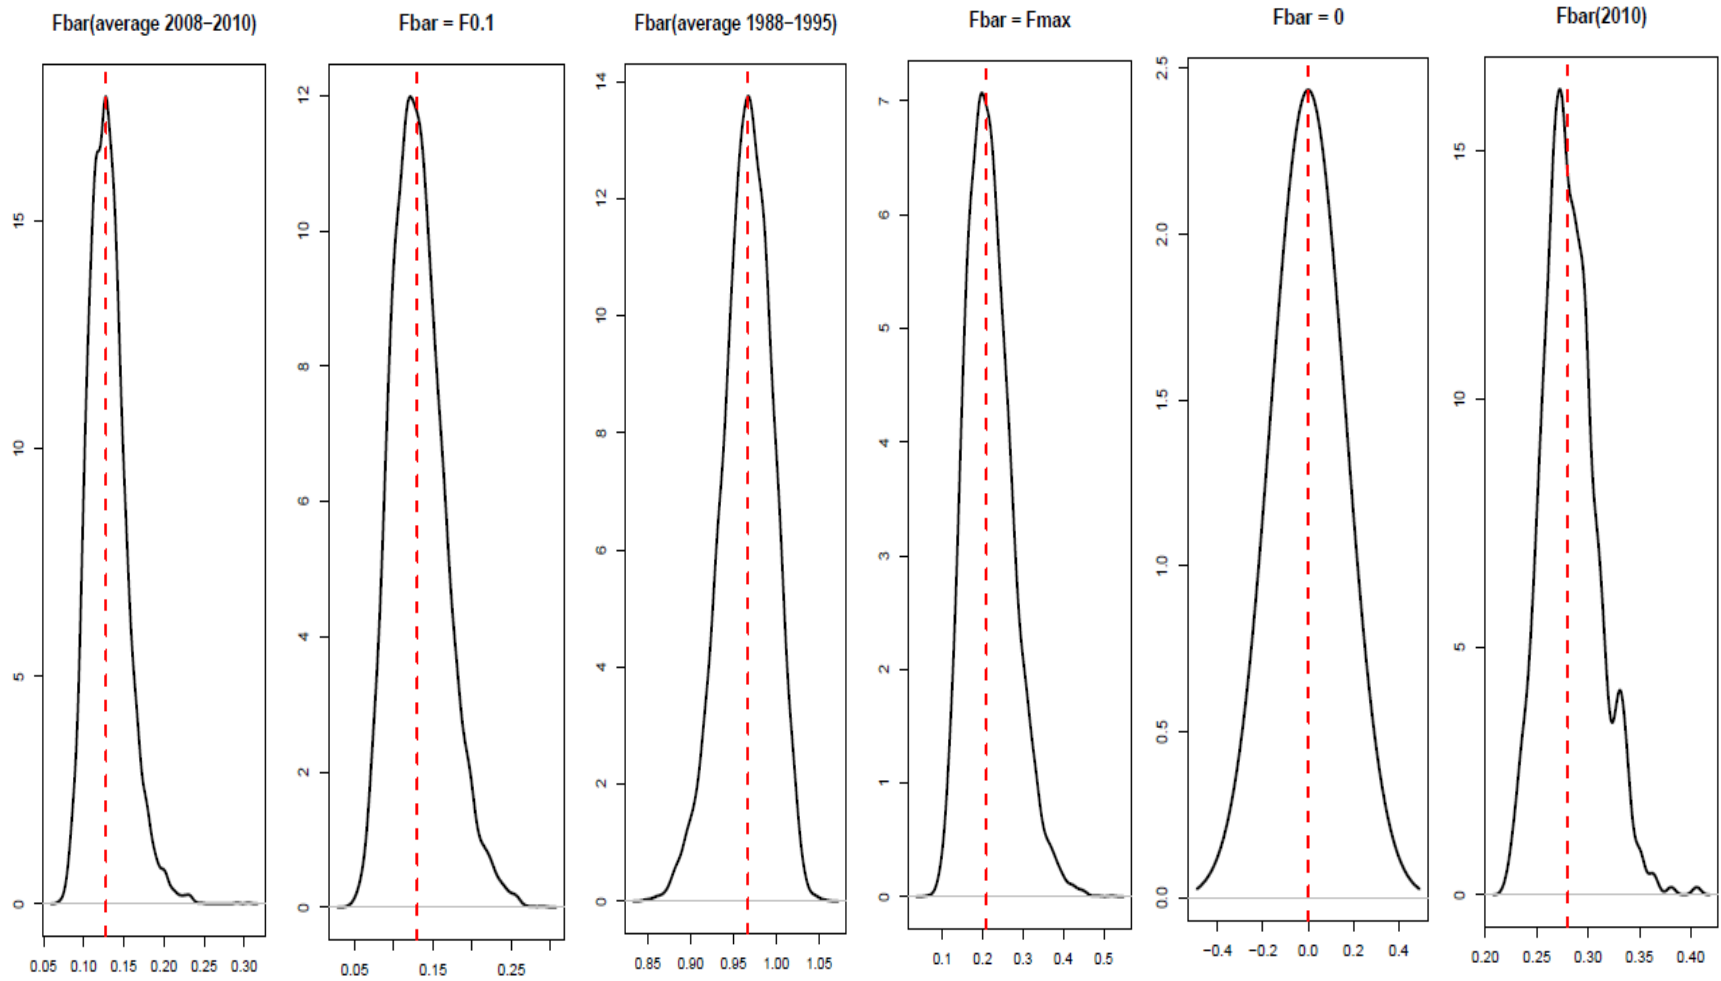 Fbar(average 2008−2010)
Fbar = F0.1
Fbar(average 1988−1995)
Fbar = Fmax
Fbar = 0
Fbar(2010)
0 5 10 15
0.05 0.10 0.15 0.20 0.25 0.30
0 2 4 6 8 10 12
0.05 0.15 0.25
0 2 4 6 8 10 12 14
0.85 0.90 0.95 1.00 1.05
0 1 2 3 4 5 6 7
0.1 0.2 0.3 0.4 0.5
0.0 0.5 1.0 1.5 2.0 2.5
−0.4 −0.2 0.0 0.2 0.4
0 5 10 15
0.20 0.25 0.30 0.35 0.40